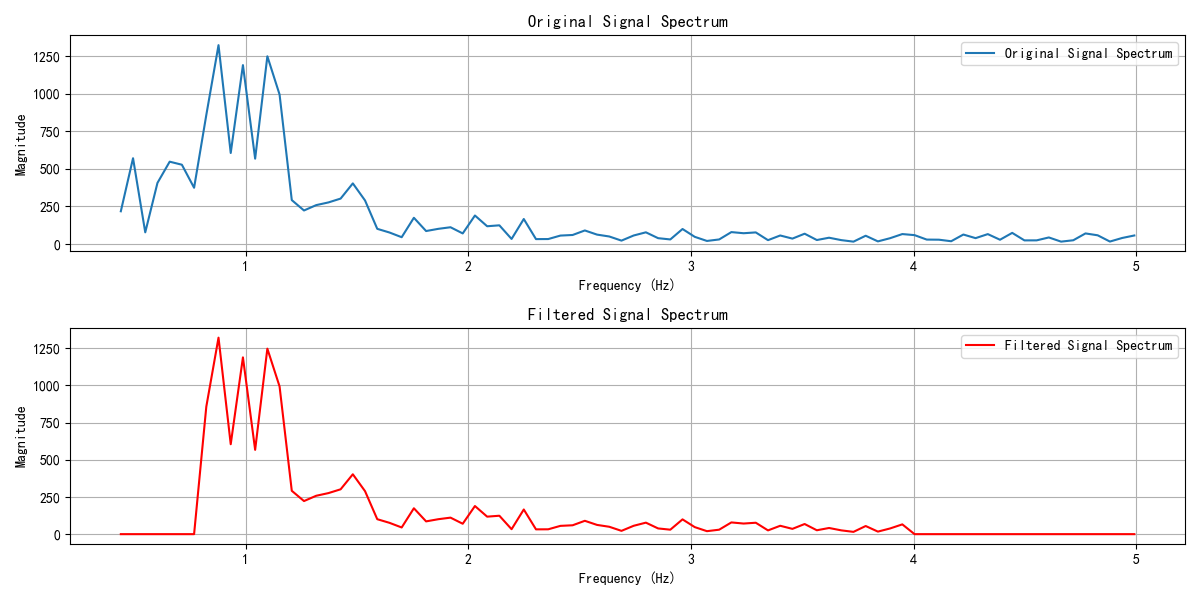 Original Signal Spectrum
Original Signal Spectrum
Magnitude
1250
1000
750
500
250
0
1 2 3 4 5
Frequency (Hz)
Filtered Signal Spectrum
Filtered Signal Spectrum
Magnitude
1250
1000
750
500
250
0
1 2 3 4 5
Frequency (Hz)